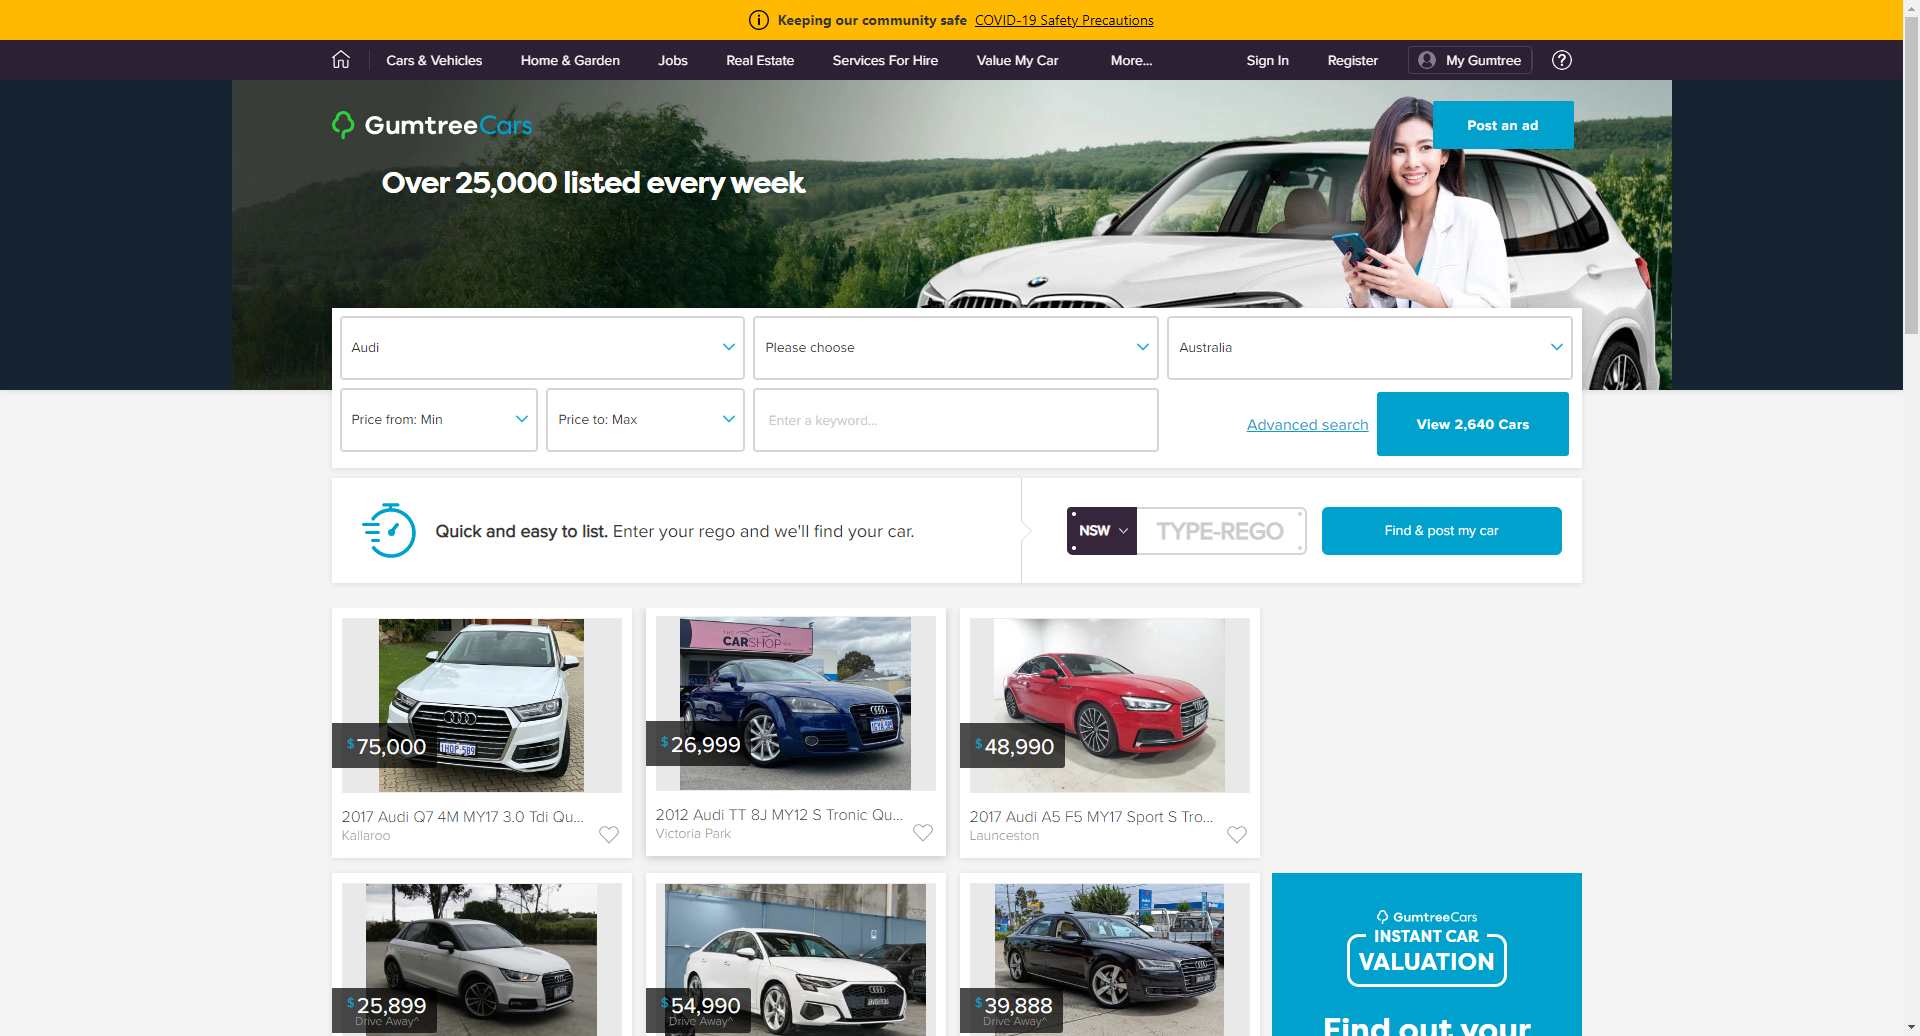 Keeping our community safe COVID-19 Safety Precautions
Cars & Vehicles Home & Garden Jobs Real Estate Services For Hire Value My Car More... Sign In Register My Gumtree
GumtreeCars
Post an ad
Over 25,000 listed every week
Audi Please choose Australia
Price from: Min Price to: Max Enter a keyword... Advanced search View 2,640 Cars
Quick and easy to list. Enter your rego and we'll find your car. NSW TYPE-REGO Find & post my car
THE
CARSHOP
$75,000 $26,999 $48,990
2017 Audi Q7 4M MY17 3.0 Tdi Qu... 2012 Audi TT 8J MY12 S Tronic Qu... 2017 Audi A5 F5 MY17 Sport S Tro...
Kallaroo Victoria Park Launceston
GumtreeCars
INSTANT CAR
VALUATION
$25,899 $54,990 $39,888
Drive Away^ Drive Away^ Drive Away^
Find out your